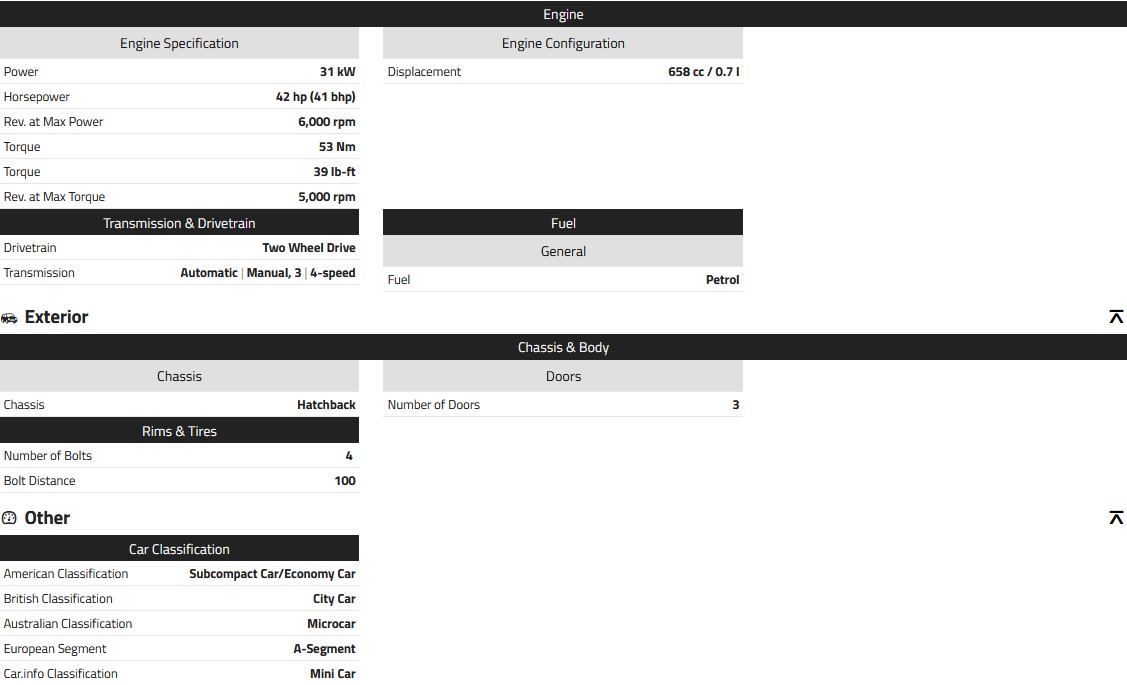 Engine
Engine Specification
Power 31 kW
Horsepower 42 hp (41 bhp)
Rev. at Max Power 6,000 rpm
Torque 53 Nm
Torque 39 lb-ft
Rev. at Max Torque 5,000 rpm
Engine Configuration
Displacement 658 cc / 0.7 l
Transmission & Drivetrain
Drivetrain Two Wheel Drive
Transmission Automatic | Manual, 3 | 4-speed
Fuel
General
Fuel Petrol
Exterior
Chassis & Body
Chassis
Chassis Hatchback
Doors
Number of Doors 3
Rims & Tires
Number of Bolts 4
Bolt Distance 100
Other
Car Classification
American Classification Subcompact Car/Economy Car
British Classification City Car
Australian Classification Microcar
European Segment A-Segment
Car.info Classification Mini Car